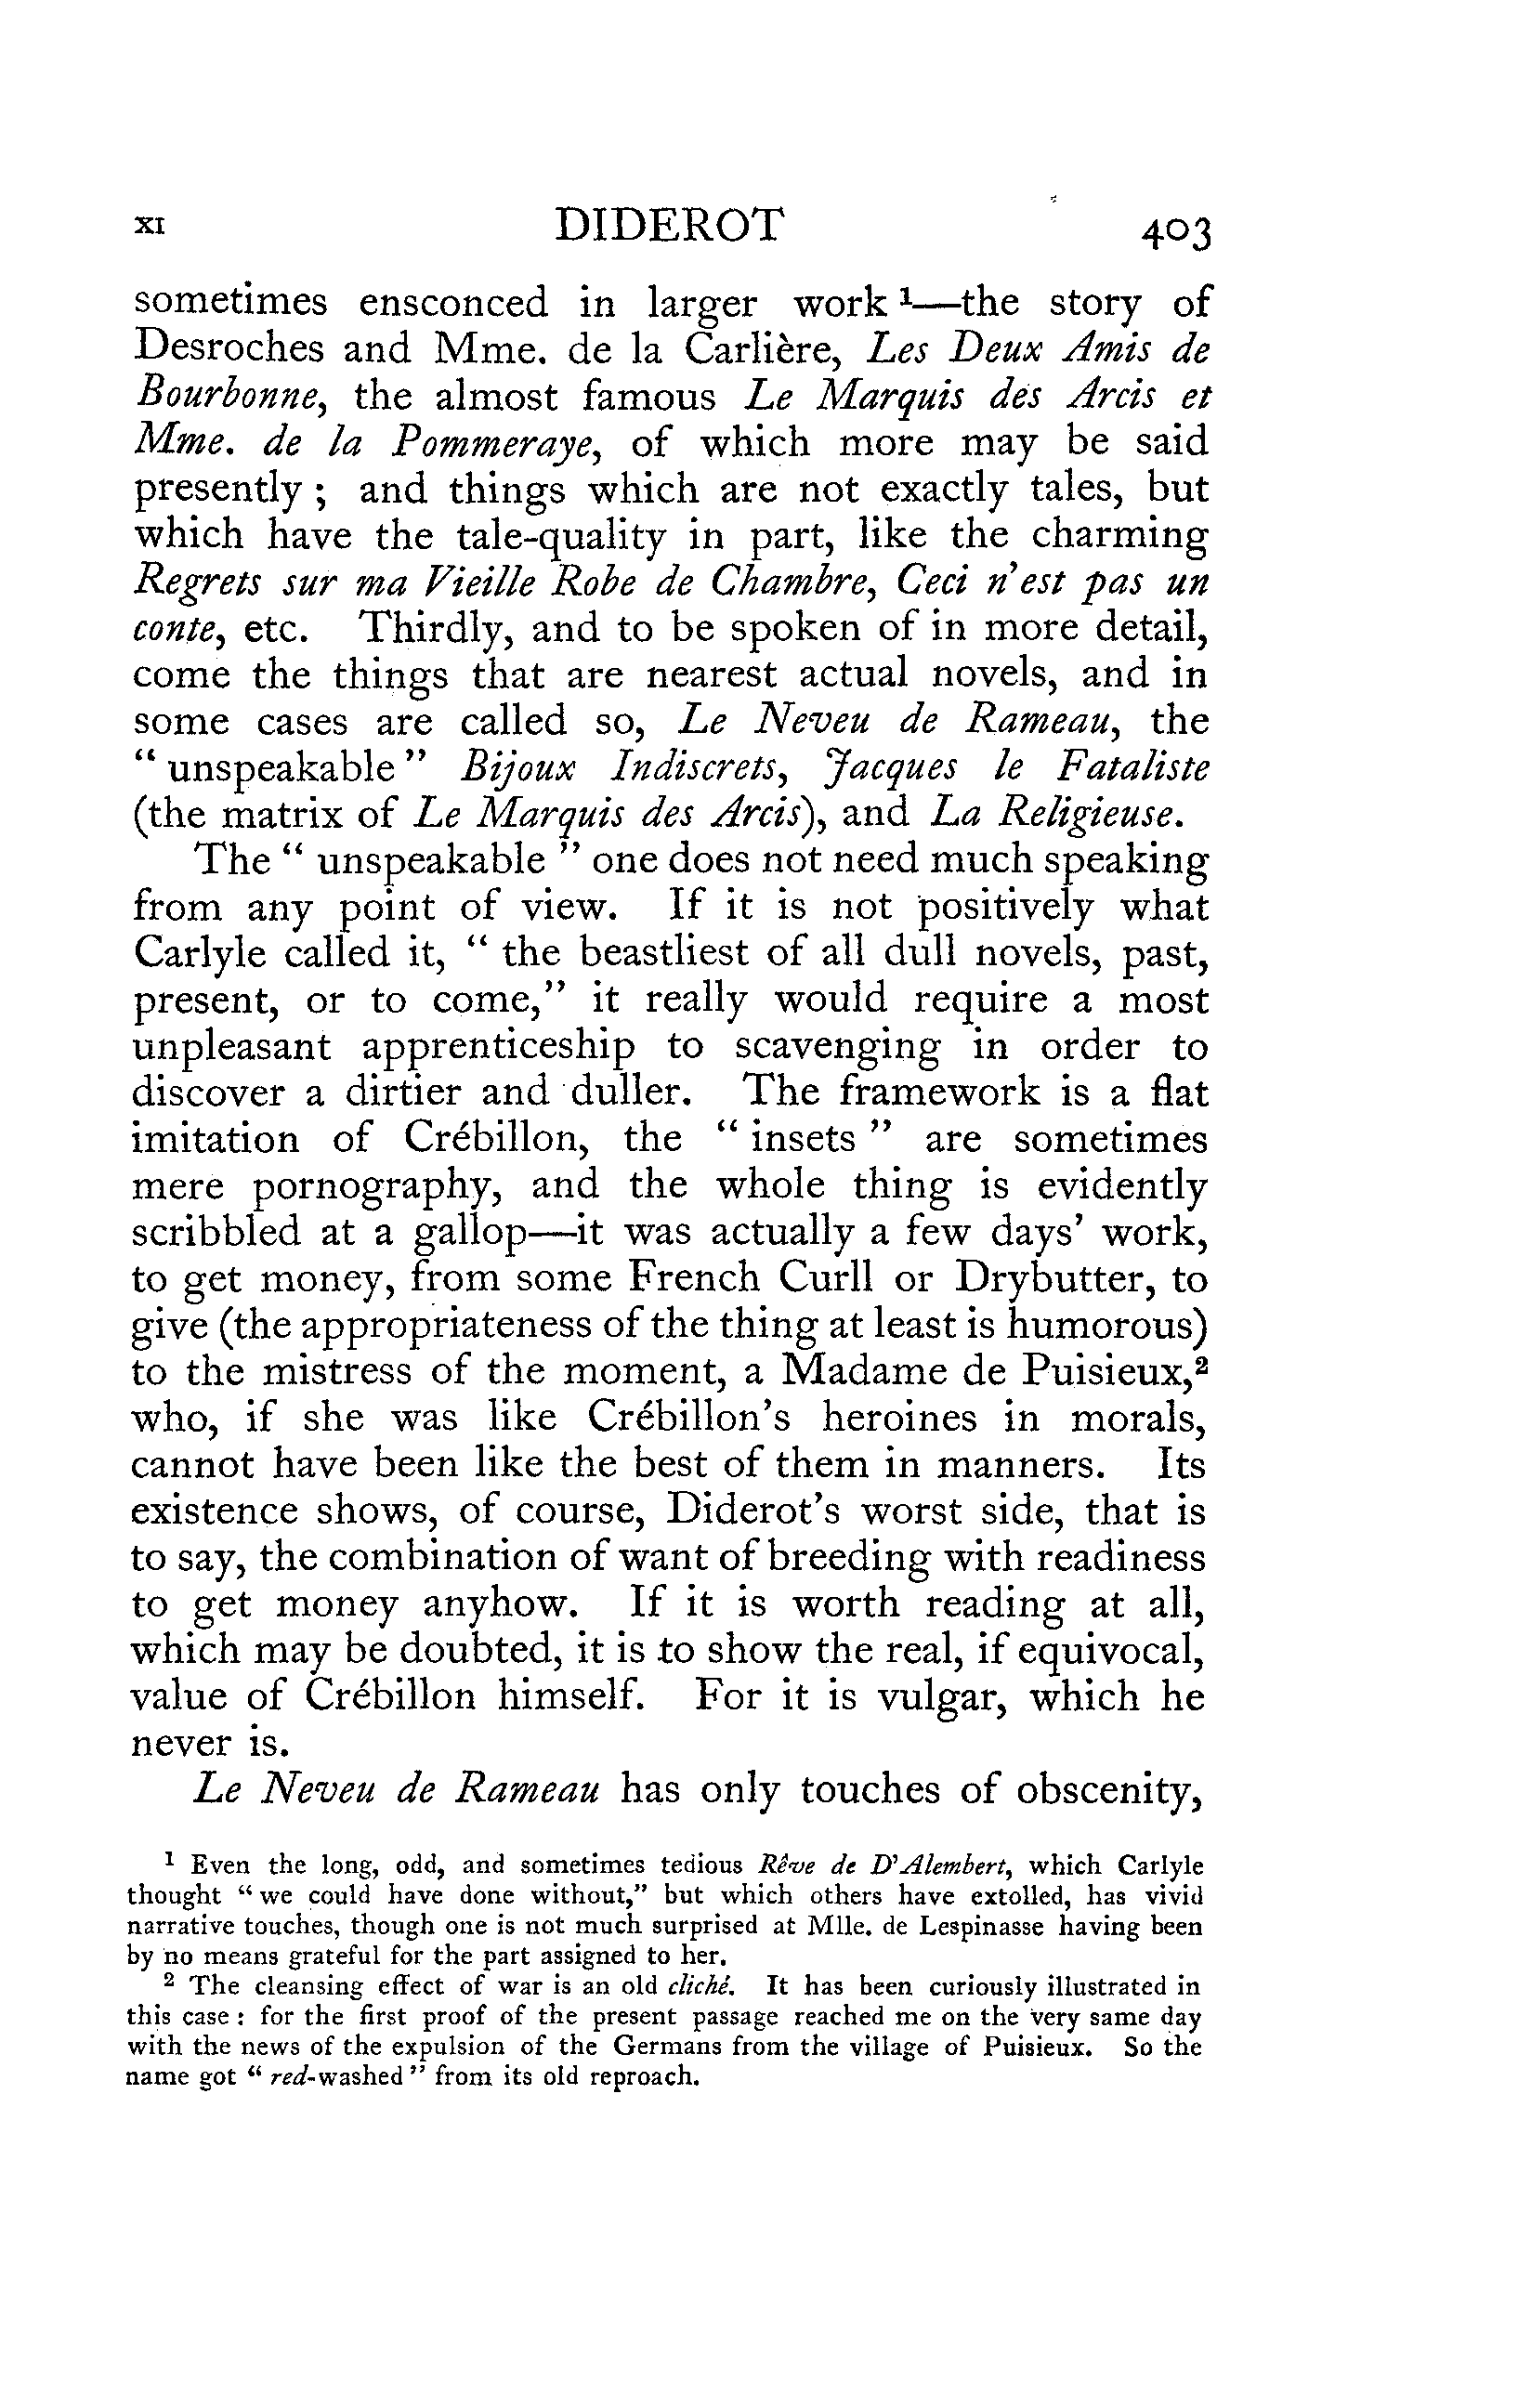 xi DIDEROT 403
sometimes ensconced in larger work ¹—the story of
Desroches and Mme. de la Carlière, Les Deux Amis de
Bourbonne, the almost famous Le Marquis des Arcis et
Mme. de la Pommeraye, of which more may be said
presently ; and things which are not exactly tales, but
which have the tale-quality in part, like the charming
Regrets sur ma Vieille Robe de Chambre, Ceci n'est pas un
conte, etc. Thirdly, and to be spoken of in more detail,
come the things that are nearest actual novels, and in
some cases are called so, Le Neveu de Rameau, the
“ unspeakable ” Bijoux Indiscrets, Jacques le Fataliste
(the matrix of Le Marquis des Arcis), and La Religieuse.
The “ unspeakable ” one does not need much speaking
from any point of view. If it is not positively what
Carlyle called it, “ the beastliest of all dull novels, past,
present, or to come,” it really would require a most
unpleasant apprenticeship to scavenging in order to
discover a dirtier and duller. The framework is a flat
imitation of Crébillon, the “ insets ” are sometimes
mere pornography, and the whole thing is evidently
scribbled at a gallop—it was actually a few days' work,
to get money, from some French Curll or Drybutter, to
give (the appropriateness of the thing at least is humorous)
to the mistress of the moment, a Madame de Puisieux,²
who, if she was like Crébillon's heroines in morals,
cannot have been like the best of them in manners. Its
existence shows, of course, Diderot's worst side, that is
to say, the combination of want of breeding with readiness
to get money anyhow. If it is worth reading at all,
which may be doubted, it is to show the real, if equivocal,
value of Crébillon himself. For it is vulgar, which he
never is.
Le Neveu de Rameau has only touches of obscenity,
¹ Even the long, odd, and sometimes tedious Rêve de D'Alembert, which Carlyle
thought “ we could have done without,” but which others have extolled, has vivid
narrative touches, though one is not much surprised at Mlle. de Lespinasse having been
by no means grateful for the part assigned to her.
² The cleansing effect of war is an old cliché. It has been curiously illustrated in
this case : for the first proof of the present passage reached me on the very same day
with the news of the expulsion of the Germans from the village of Puisieux. So the
name got “ red-washed ” from its old reproach.